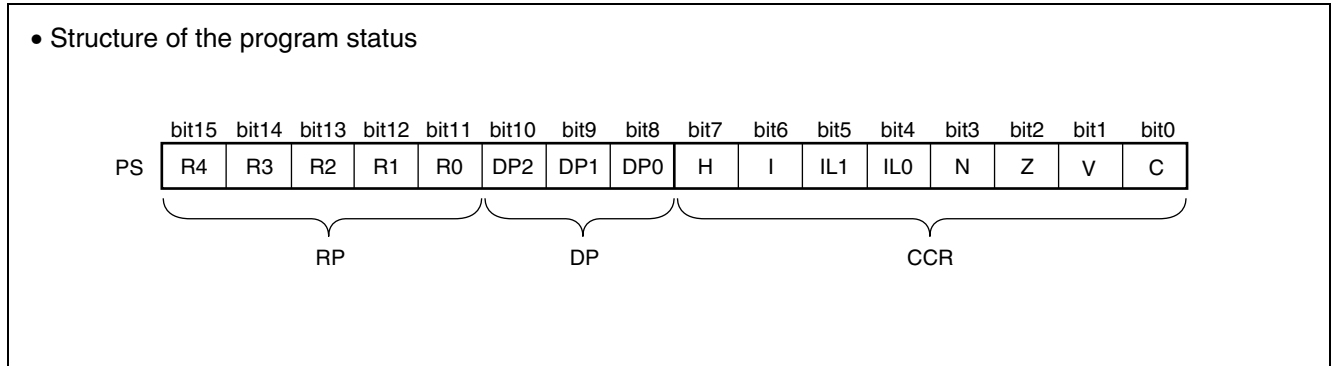 • Structure of the program status
bit15 bit14 bit13 bit12 bit11 bit10 bit9 bit8 bit7 bit6 bit5 bit4 bit3 bit2 bit1 bit0
PS R4 R3 R2 R1 R0 DP2 DP1 DP0 H I IL1 IL0 N Z V C
RP DP CCR